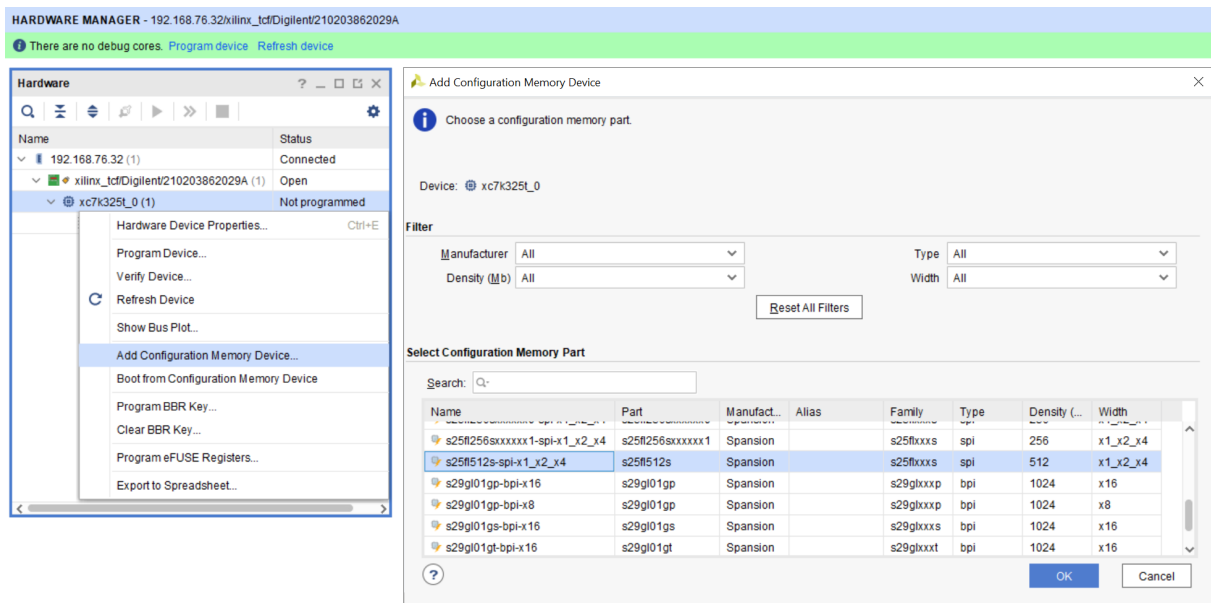 HARDWARE MANAGER - 192.168.76.32/xilinx_tcf/Digilent/210203862029A
There are no debug cores. Program device Refresh device
Hardware
Name Status
192.168.76.32 (1) Connected
xilinx_tcf/Digilent/210203862029A (1) Open
xc7k325t_0 (1) Not programmed
Hardware Device Properties... Ctrl+E
Program Device...
Verify Device...
Refresh Device
Show Bus Plot...
Add Configuration Memory Device...
Boot from Configuration Memory Device
Program BBR Key...
Clear BBR Key...
Program eFUSE Registers...
Export to Spreadsheet...
Add Configuration Memory Device
Choose a configuration memory part.
Device: xc7k325t_0
Filter
Manufacturer All Type All
Density (Mb) All Width All
Reset All Filters
Select Configuration Memory Part
Search:
Name Part Manufact... Alias Family Type Density (... Width
s25fl256sxxxxxx1-spi-x1_x2_x4 s25fl256sxxxxxx1 Spansion s25flxxxs spi 256 x1_x2_x4
s25fl512s-spi-x1_x2_x4 s25fl512s Spansion s25flxxxs spi 512 x1_x2_x4
s29gl01gp-bpi-x16 s29gl01gp Spansion s29glxxxp bpi 1024 x16
s29gl01gp-bpi-x8 s29gl01gp Spansion s29glxxxp bpi 1024 x8
s29gl01gs-bpi-x16 s29gl01gs Spansion s29glxxxs bpi 1024 x16
s29gl01gt-bpi-x16 s29gl01gt Spansion s29glxxxt bpi 1024 x16
OK Cancel